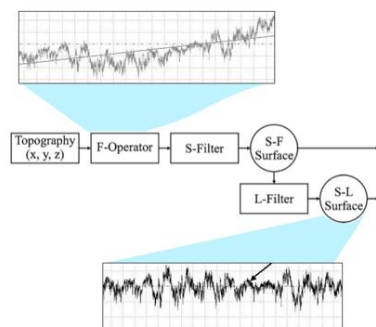 Topography
(x, y, z)
F-Operator
S-Filter
S-F
Surface
L-Filter
S-L
Surface